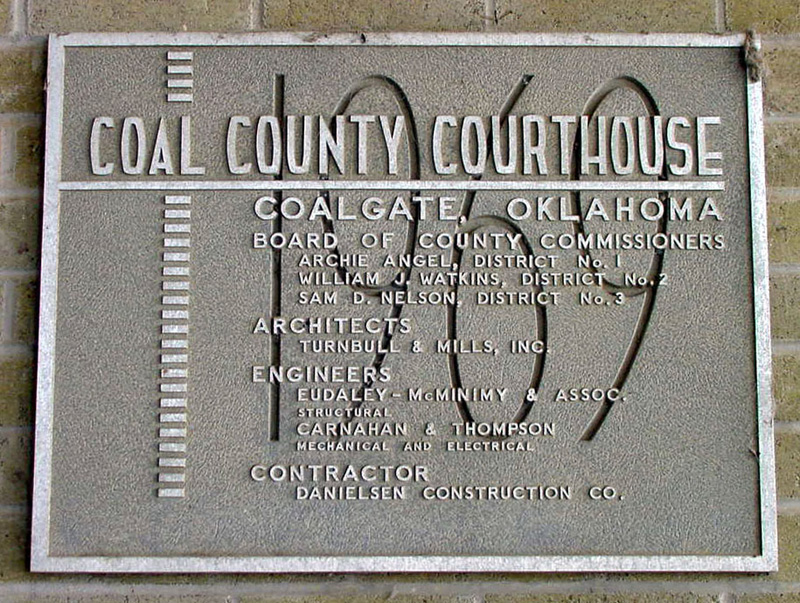 1969
COAL COUNTY COURTHOUSE
COALGATE, OKLAHOMA
BOARD OF COUNTY COMMISSIONERS
ARCHIE ANGEL, DISTRICT No. 1
WILLIAM J. WATKINS, DISTRICT No. 2
SAM D. NELSON, DISTRICT No. 3
ARCHITECTS
TURNBULL & MILLS, INC.
ENGINEERS
EUDALEY-McMINIMY & ASSOC.
STRUCTURAL
CARNAHAN & THOMPSON
MECHANICAL AND ELECTRICAL
CONTRACTOR
DANIELSEN CONSTRUCTION CO.